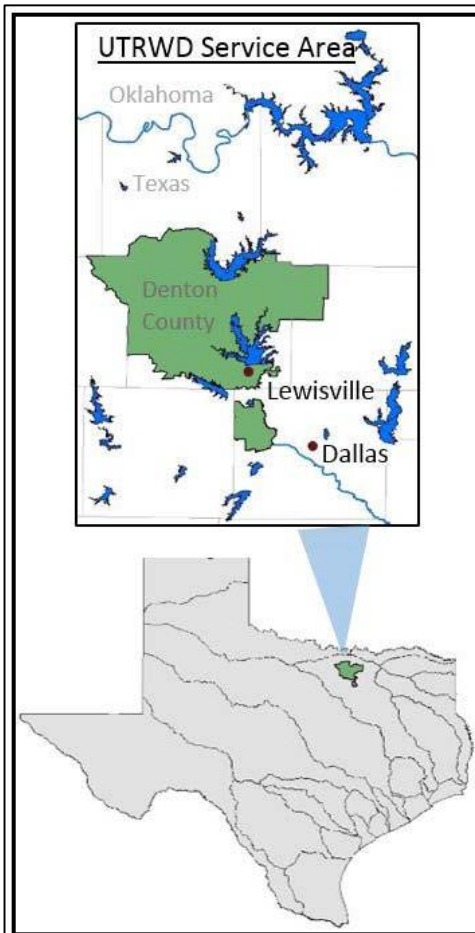 UTRWD Service Area
Oklahoma
Texas
Denton
County
Lewisville
Dallas